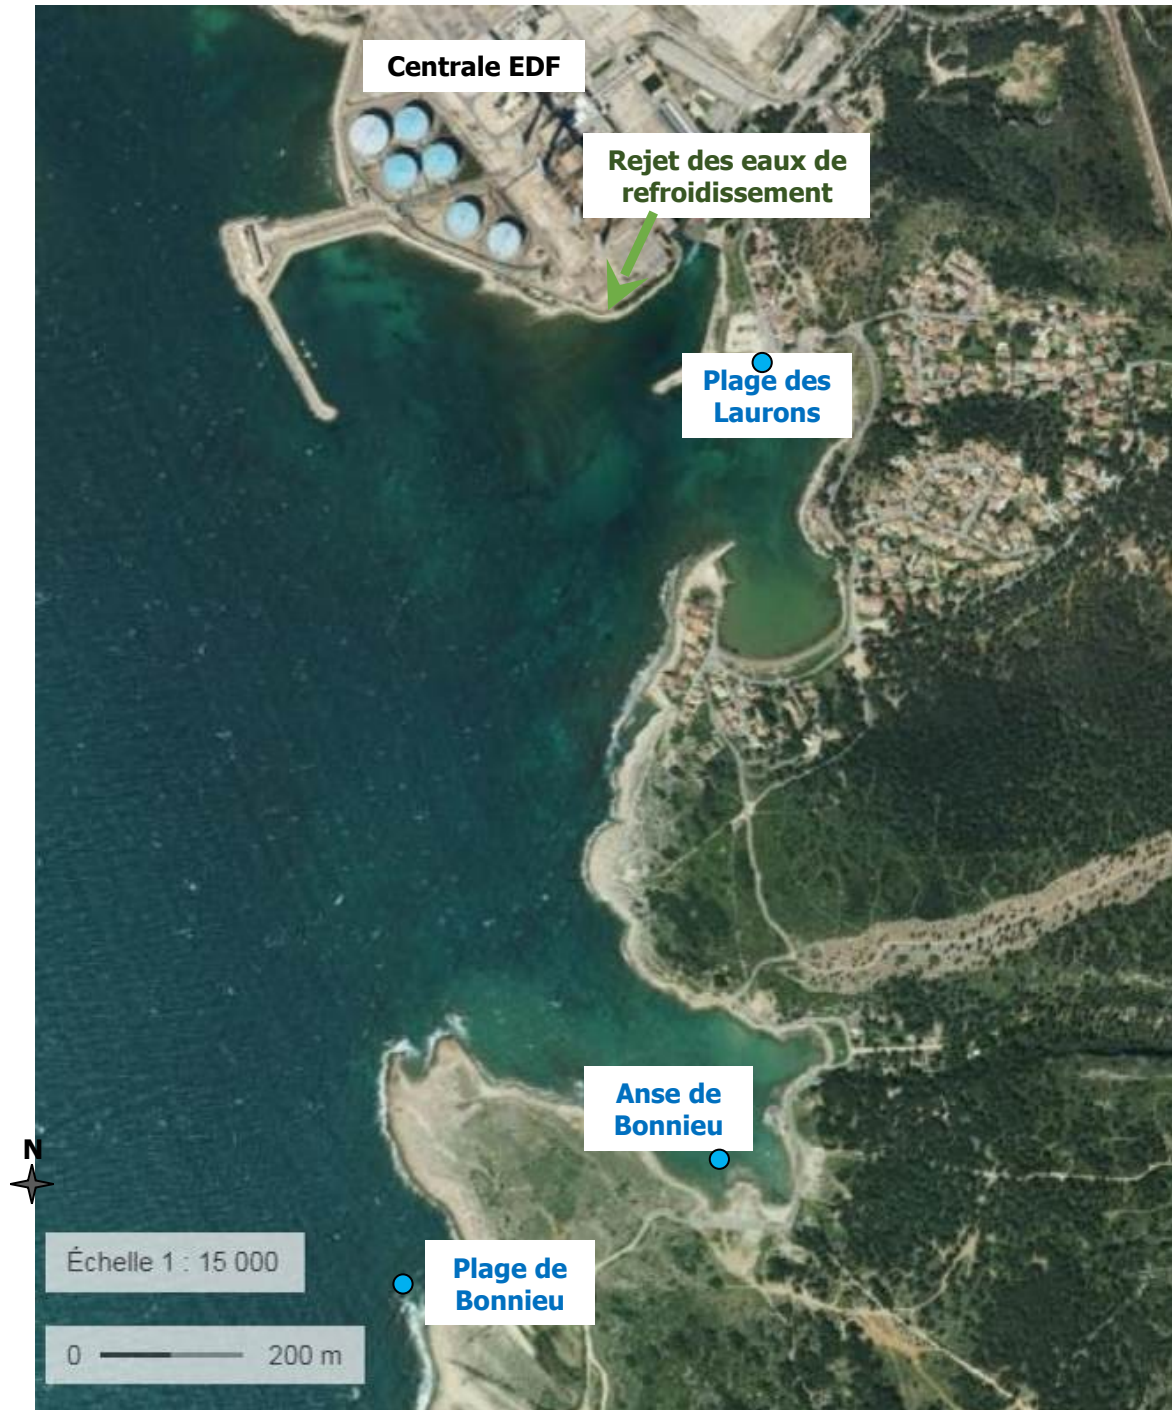 Centrale EDF
Rejet des eaux de
refroidissement
Plage des
Laurons
Anse de
Bonnieu
N
Échelle 1 : 15 000
Plage de
Bonnieu
0 200 m